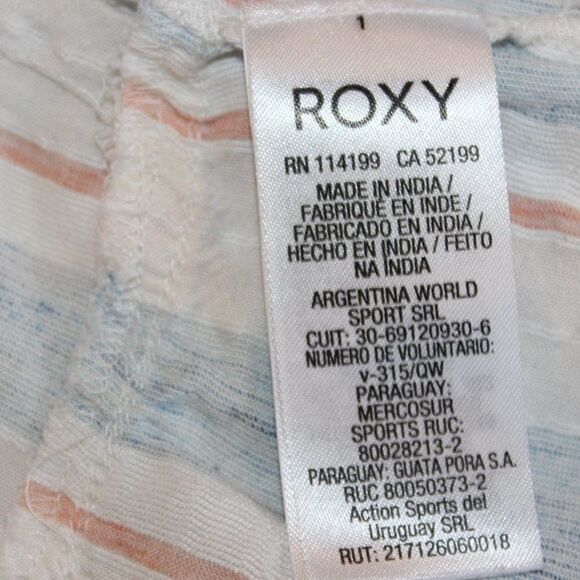 1
ROXY
RN 114199 CA 52199
MADE IN INDIA /
FABRIQUE EN INDE /
FABRICADO EN INDIA /
HECHO EN INDIA / FEITO
NA INDIA
ARGENTINA WORLD
SPORT SRL
CUIT: 30-69120930-6
NUMERO DE VOLUNTARIO:
v-315/QW
PARAGUAY:
MERCOSUR
SPORTS RUC:
80028213-2
PARAGUAY: GUATA PORA S.A.
RUC 80050373-2
Action Sports del
Uruguay SRL
RUT: 217126060018